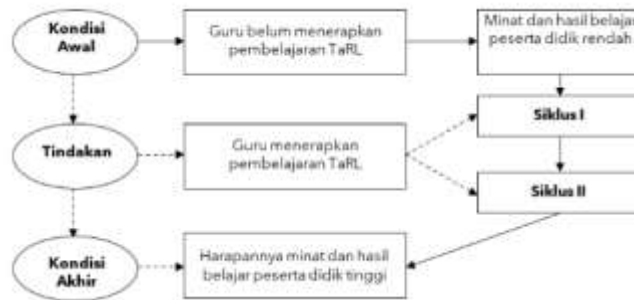 Kondisi
Awal
Guru belum menerapkan
pembelajaran TaRL
Minat dan hasil belajar
peserta didik rendah
Tindakan
Guru menerapkan
pembelajaran TaRL
Siklus I
Siklus II
Kondisi
Akhir
Harapannya minat dan hasil
belajar peserta didik tinggi